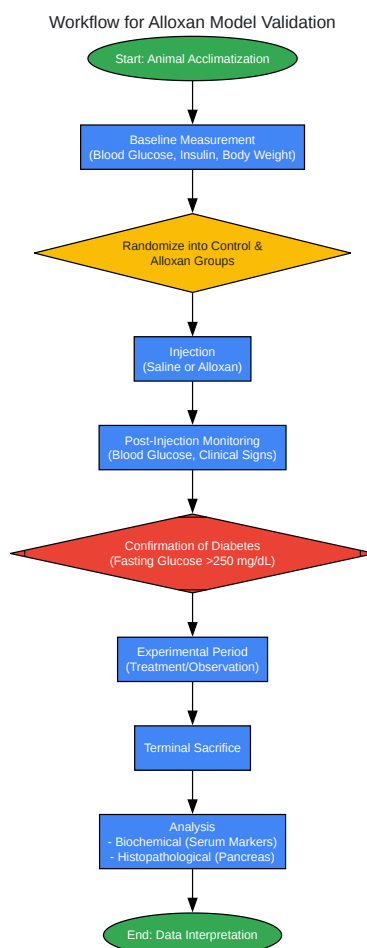 Workflow for Alloxan Model Validation
Start: Animal Acclimatization
Baseline Measurement
(Blood Glucose, Insulin, Body Weight)
Randomize into Control &
Alloxan Groups
Injection
(Saline or Alloxan)
Post-Injection Monitoring
(Blood Glucose, Clinical Signs)
Confirmation of Diabetes
(Fasting Glucose >250 mg/dL)
Experimental Period
(Treatment/Observation)
Terminal Sacrifice
Analysis
- Biochemical (Serum Markers)
- Histopathological (Pancreas)
End: Data Interpretation